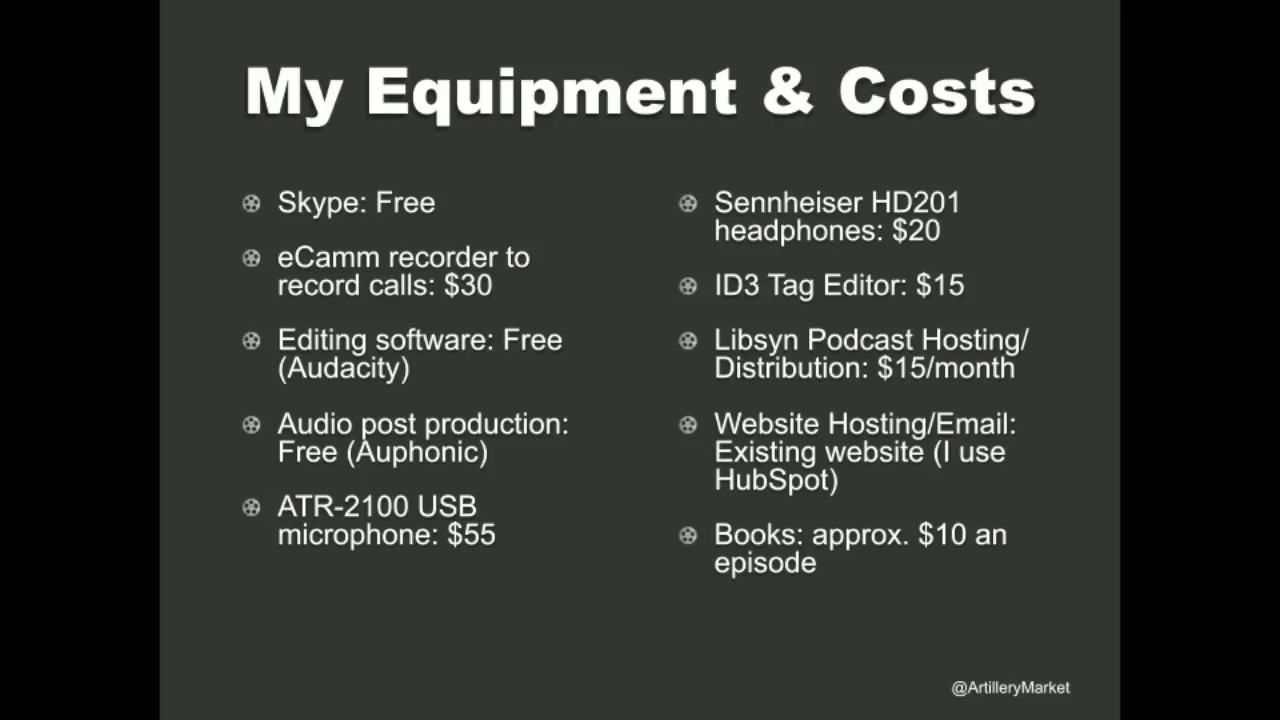 My Equipment & Costs
Skype: Free
eCamm recorder to
record calls: $30
Editing software: Free
(Audacity)
Audio post production:
Free (Auphonic)
ATR-2100 USB
microphone: $55
Sennheiser HD201
headphones: $20
ID3 Tag Editor: $15
Libsyn Podcast Hosting/
Distribution: $15/month
Website Hosting/Email:
Existing website (I use
HubSpot)
Books: approx. $10 an
episode
@ArtilleryMarket